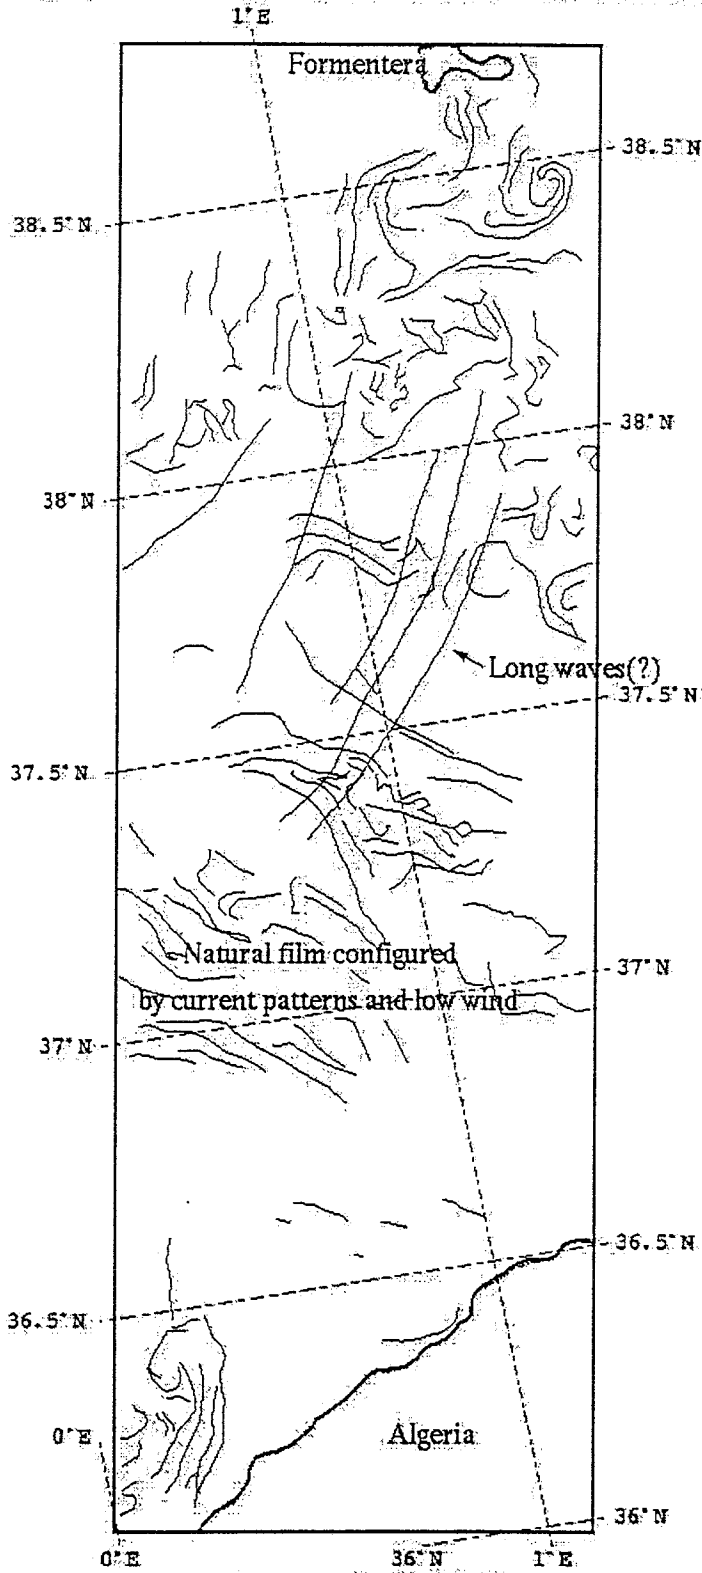 1°E
Formentera
38.5°N
38.5°N
38°N
38°N
Long waves(?)
37.5°N
37.5°N
Natural film configured
37°N
by current patterns and low wind
37°N
36.5°N
36.5°N
Algeria
0°E
36°N
0°E 36°N 1°E